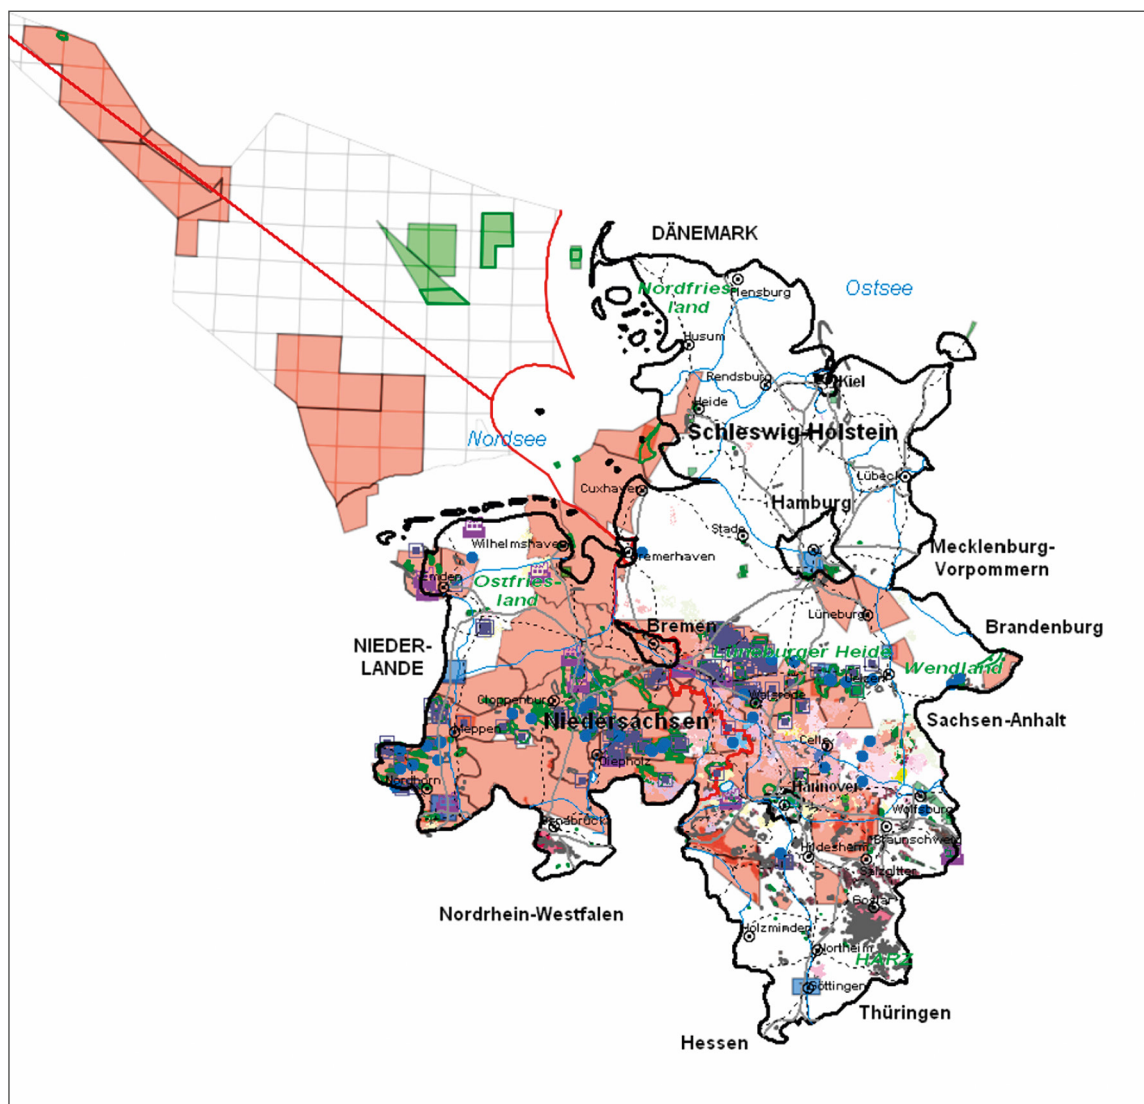 DÄNEMARK
Nordfries-
land
Flensburg
Ostsee
Husum
Rendsburg
Kiel
Heide
Schleswig-Holstein
Nordsee
Lübeck
Cuxhaven
Hamburg
Stade
Wilhelmshaven
Bremerhaven
Mecklenburg-
Vorpommern
Emden
Ostfries-
land
Lüneburg
Bremen
Brandenburg
NIEDER-
LANDE
Lüneburger Heide
Wendland
Uelzen
Cloppenburg
Walsrode
Niedersachsen
Sachsen-Anhalt
Meppen
Celle
Diepholz
Nordhorn
Hannover
Wolfsburg
Osnabrück
Braunschweig
Hildesheim
Salzgitter
Goslar
Nordrhein-Westfalen
Holzminden
Northeim
HARZ
Göttingen
Thüringen
Hessen